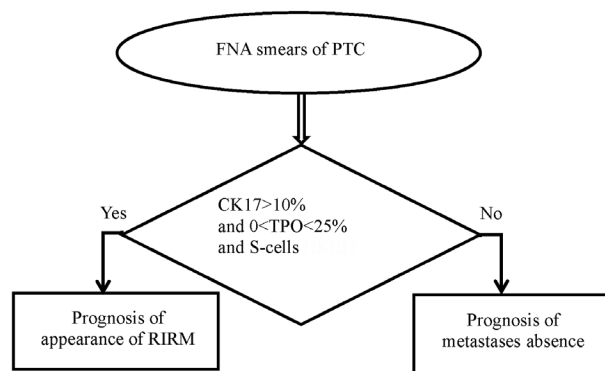 FNA smears of PTC
CK17>10%
and 0<TPO<25%
and S-cells
Yes
No
Prognosis of
appearance of RIRM
Prognosis of
metastases absence